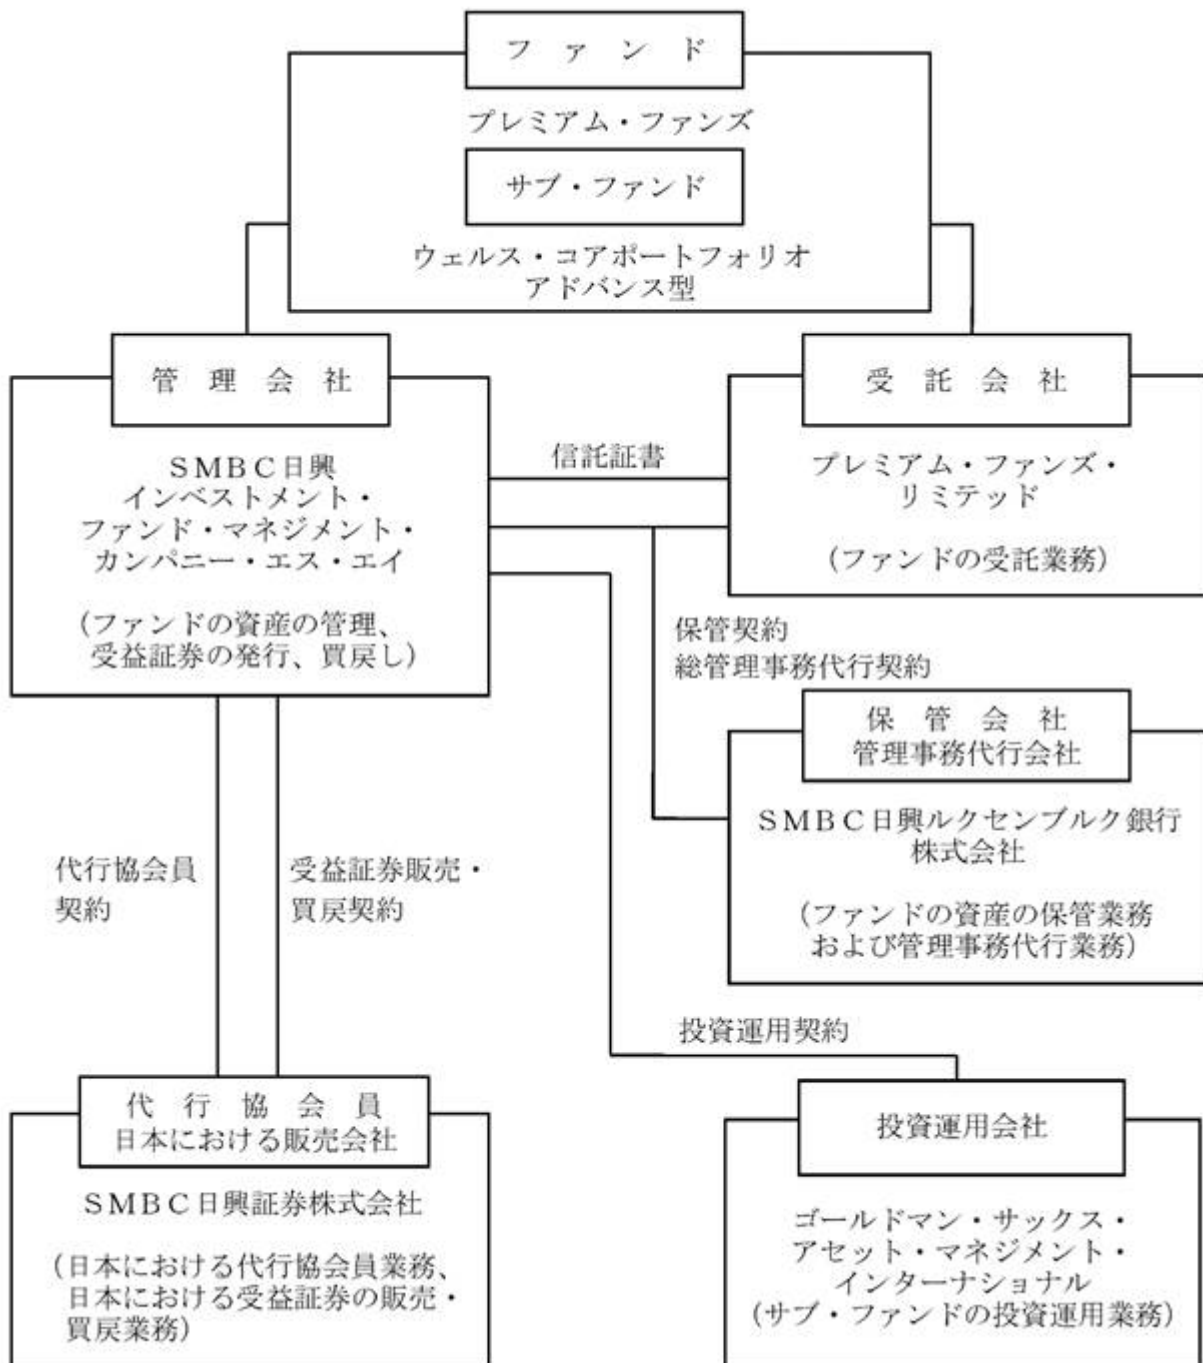 ファンド
プレミアム・ファンズ
サブ・ファンド
ウェルス・コアポートフォリオ
アドバンス型
管理会社
SMBC日興
インベストメント・
ファンド・マネジメント・
カンパニー・エス・エイ
(ファンドの資産の管理、
受益証券の発行、買戻し)
信託証書
受託会社
プレミアム・ファンズ・
リミテッド
(ファンドの受託業務)
保管契約
総管理事務代行契約
保管会社
管理事務代行会社
SMBC日興ルクセンブルク銀行
株式会社
(ファンドの資産の保管業務
および管理事務代行業務)
代行協会員
契約
受益証券販売・
買戻契約
投資運用契約
代行協会員
日本における販売会社
SMBC日興証券株式会社
(日本における代行協会員業務、
日本における受益証券の販売・
買戻業務)
投資運用会社
ゴールドマン・サックス・
アセット・マネジメント・
インターナショナル
(サブ・ファンドの投資運用業務)